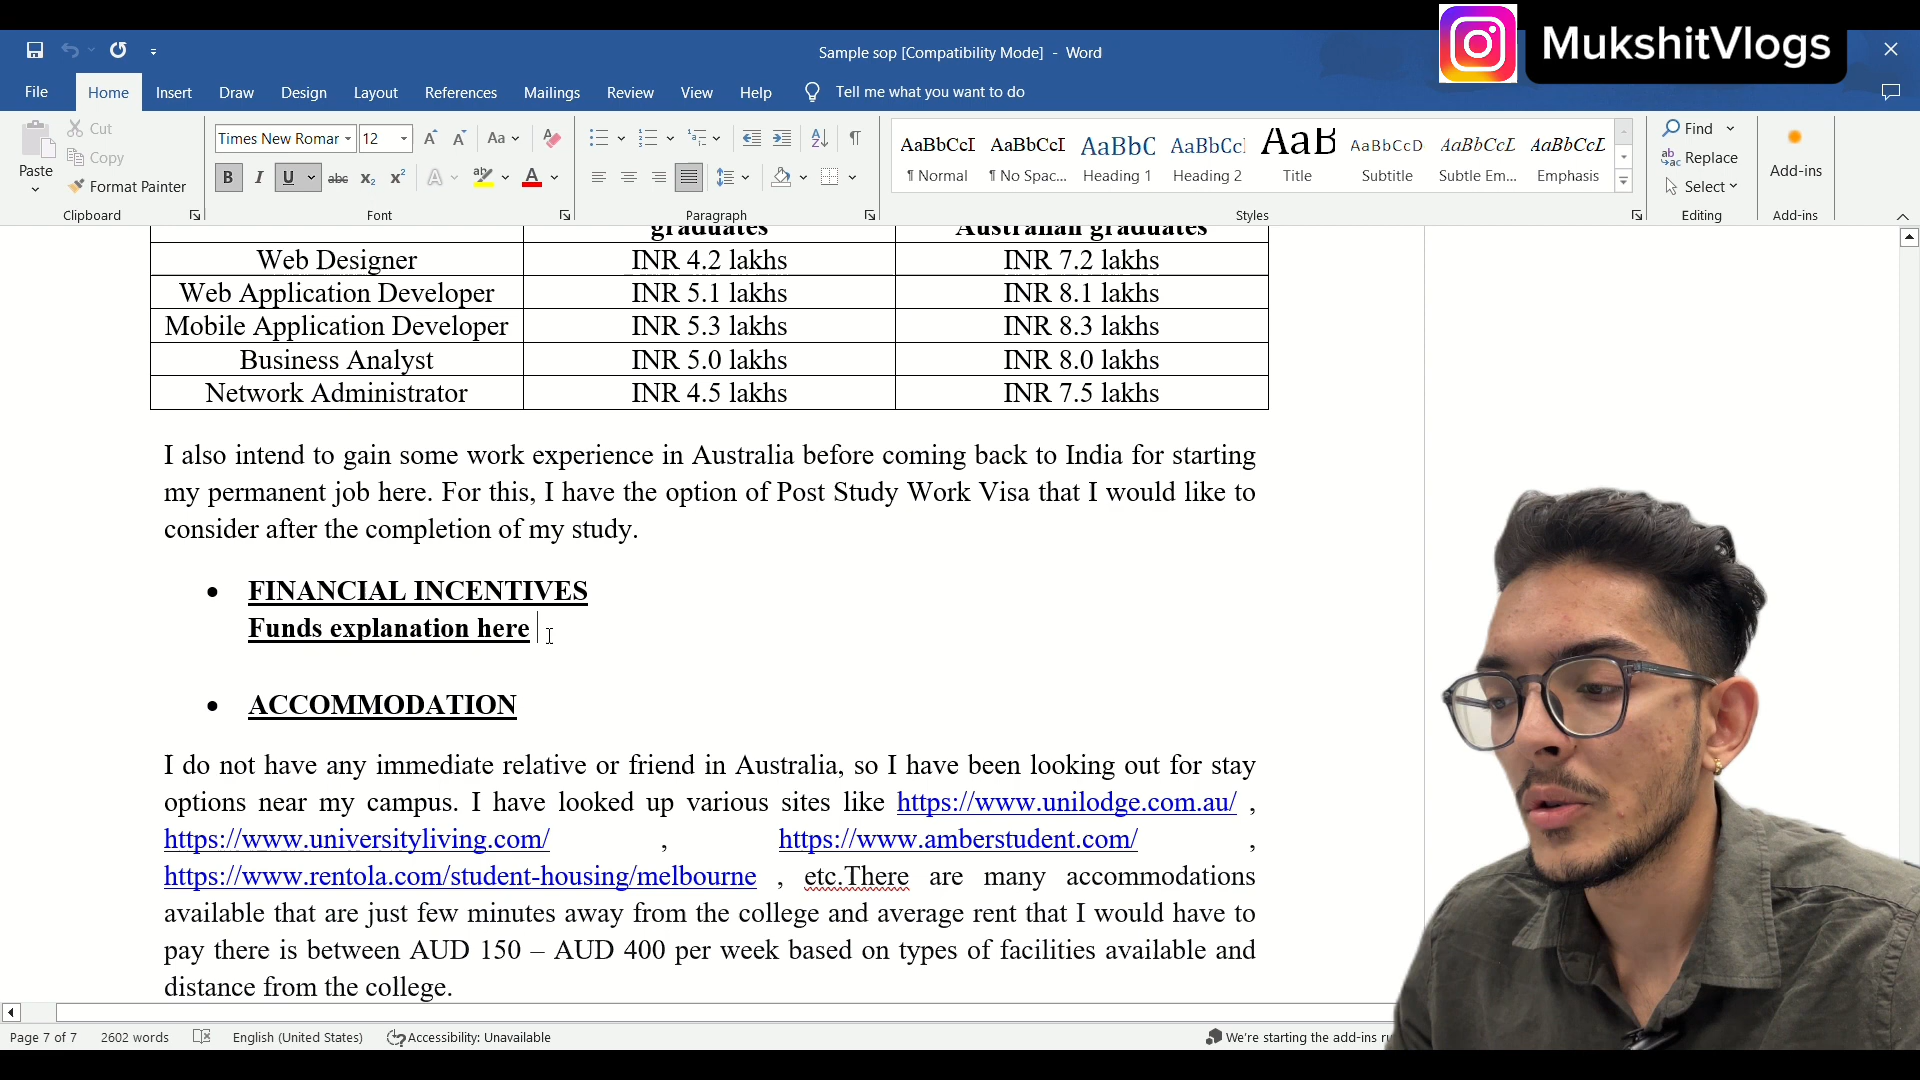 MukshitVlogs
Sample sop [Compatibility Mode] - Word
File Home Insert Draw Design Layout References Mailings Review View Help Tell me what you want to do
Paste
Cut
Copy
Format Painter
Clipboard
Times New Romar 12
Aa
B I U abc x₂ x² A A
Font
Paragraph
AaBbCcI AaBbCcI AaBbC AaBbCc AaB AaBbCcD AaBbCcL AaBbCcL
¶ Normal ¶ No Spac... Heading 1 Heading 2 Title Subtitle Subtle Em... Emphasis
Styles
Find
Replace
Select
Editing
Add-ins
Add-ins
graduates Australian graduates
Web Designer INR 4.2 lakhs INR 7.2 lakhs
Web Application Developer INR 5.1 lakhs INR 8.1 lakhs
Mobile Application Developer INR 5.3 lakhs INR 8.3 lakhs
Business Analyst INR 5.0 lakhs INR 8.0 lakhs
Network Administrator INR 4.5 lakhs INR 7.5 lakhs
I also intend to gain some work experience in Australia before coming back to India for starting
my permanent job here. For this, I have the option of Post Study Work Visa that I would like to
consider after the completion of my study.
• FINANCIAL INCENTIVES
Funds explanation here
• ACCOMMODATION
I do not have any immediate relative or friend in Australia, so I have been looking out for stay
options near my campus. I have looked up various sites like https://www.unilodge.com.au/ ,
https://www.universityliving.com/ , https://www.amberstudent.com/ ,
https://www.rentola.com/student-housing/melbourne , etc.There are many accommodations
available that are just few minutes away from the college and average rent that I would have to
pay there is between AUD 150 – AUD 400 per week based on types of facilities available and
distance from the college.
Page 7 of 7 2602 words English (United States) Accessibility: Unavailable We're starting the add-ins